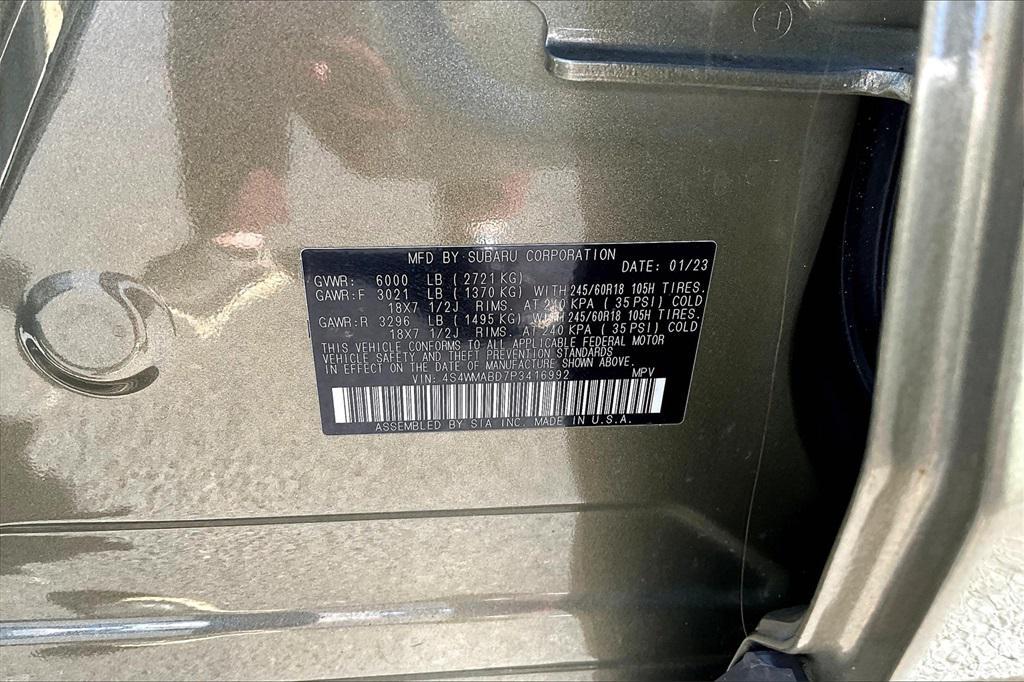 MFD BY SUBARU CORPORATION
DATE: 01/23
GVWR: 6000 LB (2721 KG)
GAWR:F 3021 LB (1370 KG) WITH 245/60R18 105H TIRES.
18X7 1/2J RIMS. AT 240 KPA (35 PSI) COLD
GAWR:R 3296 LB (1495 KG) WITH 245/60R18 105H TIRES.
18X7 1/2J RIMS. AT 240 KPA (35 PSI) COLD
THIS VEHICLE CONFORMS TO ALL APPLICABLE FEDERAL MOTOR
VEHICLE SAFETY AND THEFT PREVENTION STANDARDS
IN EFFECT ON THE DATE OF MANUFACTURE SHOWN ABOVE.
VIN: 4S4WMABD7P3416992 MPV
ASSEMBLED BY SIA INC. MADE IN U.S.A.